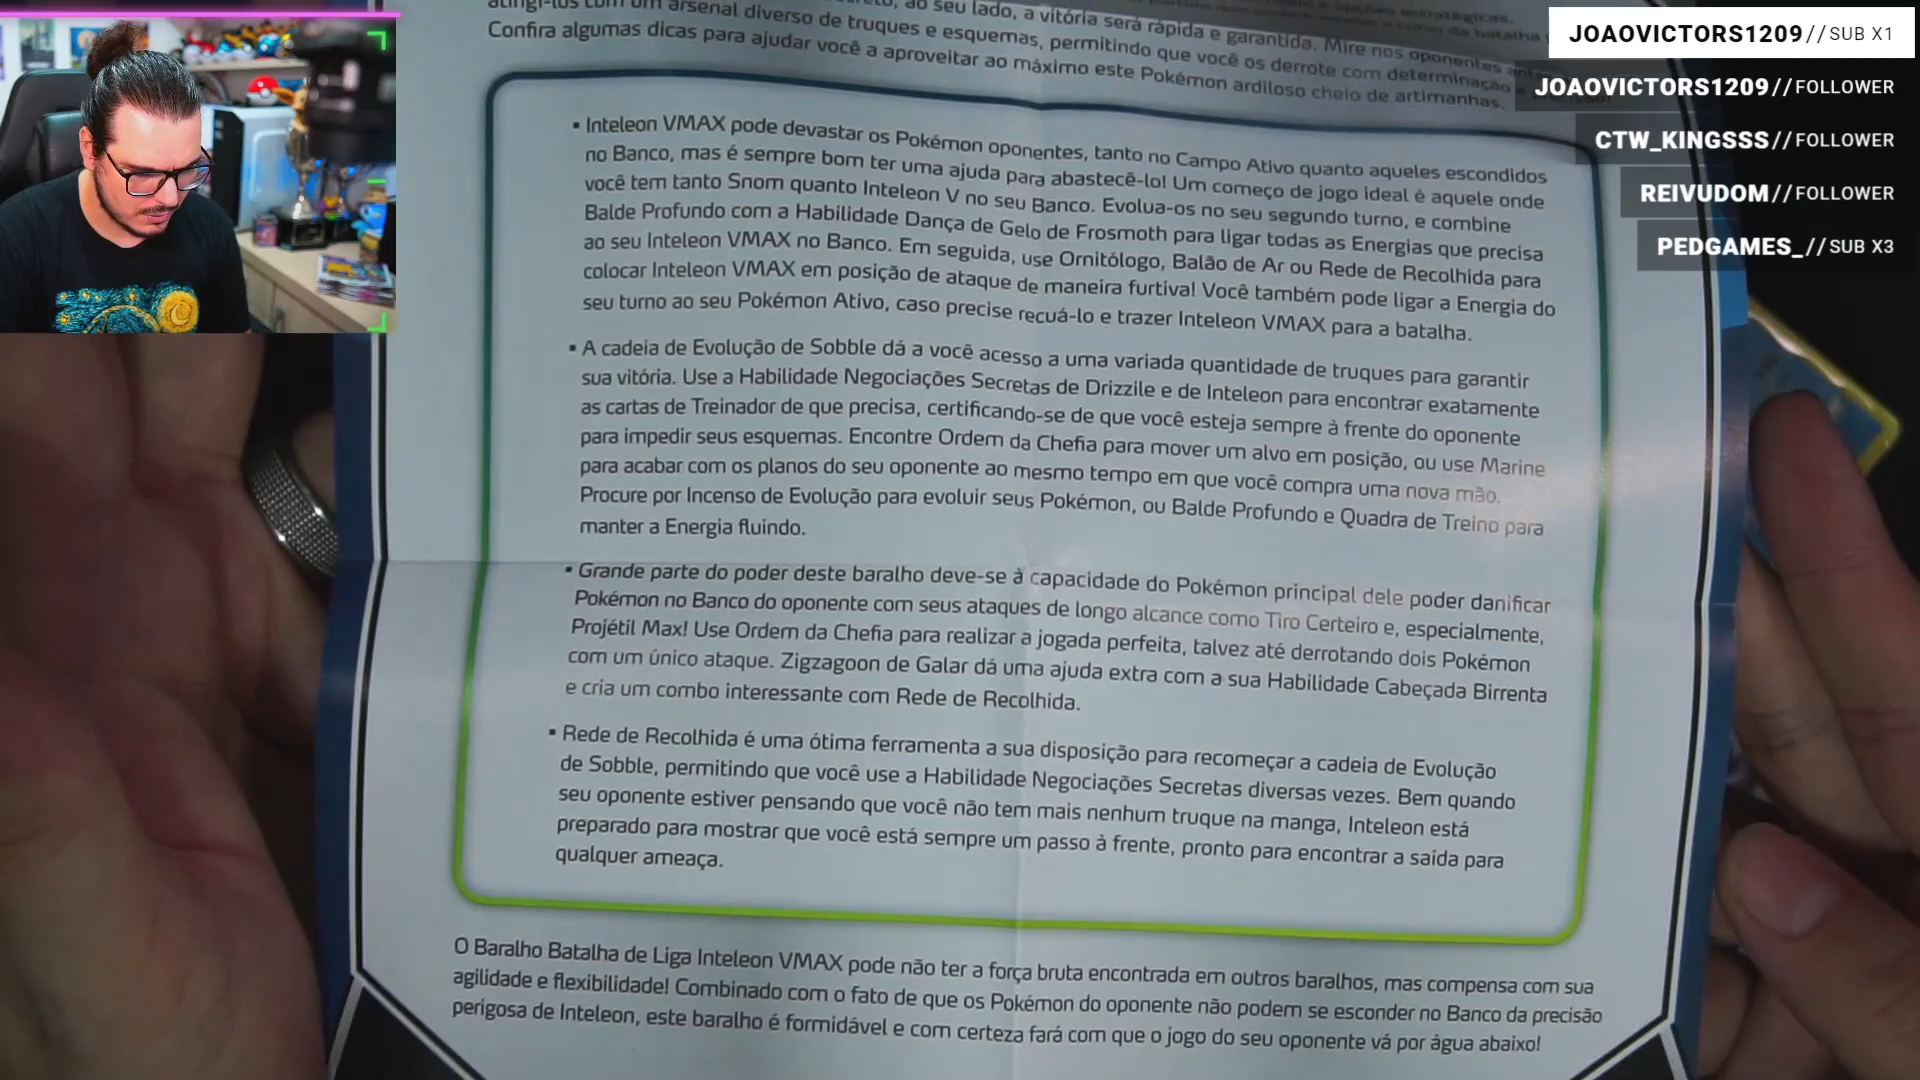 JOAOVICTORS1209// SUB X1
JOAOVICTORS1209//FOLLOWER
CTW_KINGSSS//FOLLOWER
REIVUDOM//FOLLOWER
PEDGAMES_//SUB X3
ao seu lado, a vitória será rápida e garantida. Mire nos oponentes
atingi-los com um arsenal diverso de truques e esquemas, permitindo que você os derrote com determinação
Confira algumas dicas para ajudar você a aproveitar ao máximo este Pokémon ardiloso cheio de artimanhas.
▪ Inteleon VMAX pode devastar os Pokémon oponentes, tanto no Campo Ativo quanto aqueles escondidos
no Banco, mas é sempre bom ter uma ajuda para abastecê-lo! Um começo de jogo ideal é aquele onde
você tem tanto Snom quanto Inteleon V no seu Banco. Evolua-os no seu segundo turno, e combine
Balde Profundo com a Habilidade Dança de Gelo de Frosmoth para ligar todas as Energias que precisa
ao seu Inteleon VMAX no Banco. Em seguida, use Ornitólogo, Balão de Ar ou Rede de Recolhida para
colocar Inteleon VMAX em posição de ataque de maneira furtiva! Você também pode ligar a Energia do
seu turno ao seu Pokémon Ativo, caso precise recuá-lo e trazer Inteleon VMAX para a batalha.
▪ A cadeia de Evolução de Sobble dá a você acesso a uma variada quantidade de truques para garantir
sua vitória. Use a Habilidade Negociações Secretas de Drizzile e de Inteleon para encontrar exatamente
as cartas de Treinador de que precisa, certificando-se de que você esteja sempre à frente do oponente
para impedir seus esquemas. Encontre Ordem da Chefia para mover um alvo em posição, ou use Marine
para acabar com os planos do seu oponente ao mesmo tempo em que você compra uma nova mão.
Procure por Incenso de Evolução para evoluir seus Pokémon, ou Balde Profundo e Quadra de Treino para
manter a Energia fluindo.
▪ Grande parte do poder deste baralho deve-se à capacidade do Pokémon principal dele poder danificar
Pokémon no Banco do oponente com seus ataques de longo alcance como Tiro Certeiro e, especialmente,
Projétil Max! Use Ordem da Chefia para realizar a jogada perfeita, talvez até derrotando dois Pokémon
com um único ataque. Zigzagoon de Galar dá uma ajuda extra com a sua Habilidade Cabeçada Birrenta
e cria um combo interessante com Rede de Recolhida.
▪ Rede de Recolhida é uma ótima ferramenta a sua disposição para recomeçar a cadeia de Evolução
de Sobble, permitindo que você use a Habilidade Negociações Secretas diversas vezes. Bem quando
seu oponente estiver pensando que você não tem mais nenhum truque na manga, Inteleon está
preparado para mostrar que você está sempre um passo à frente, pronto para encontrar a saída para
qualquer ameaça.
O Baralho Batalha de Liga Inteleon VMAX pode não ter a força bruta encontrada em outros baralhos, mas compensa com sua
agilidade e flexibilidade! Combinado com o fato de que os Pokémon do oponente não podem se esconder no Banco da precisão
perigosa de Inteleon, este baralho é formidável e com certeza fará com que o jogo do seu oponente vá por água abaixo!